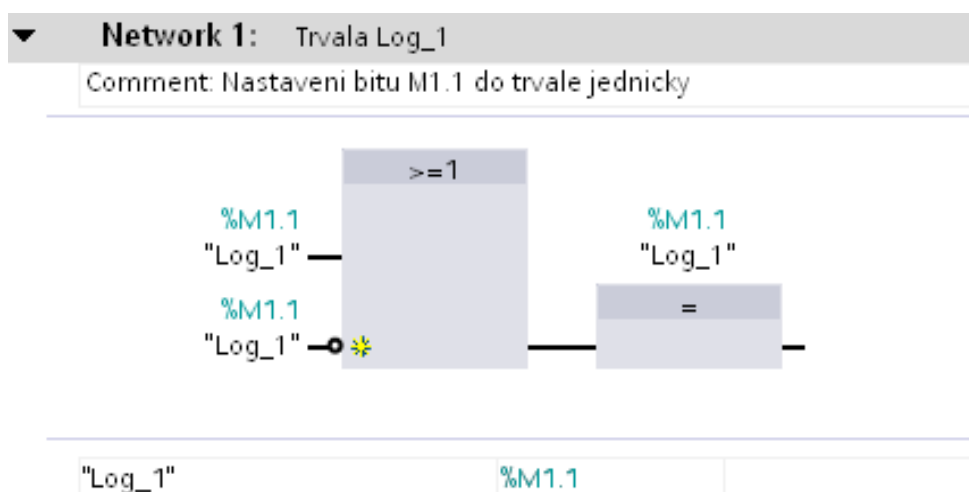 Network 1: Trvala Log_1
Comment: Nastaveni bitu M1.1 do trvale jednicky
>=1
%M1.1
"Log_1"
%M1.1
"Log_1"
%M1.1
"Log_1"
=
"Log_1" %M1.1